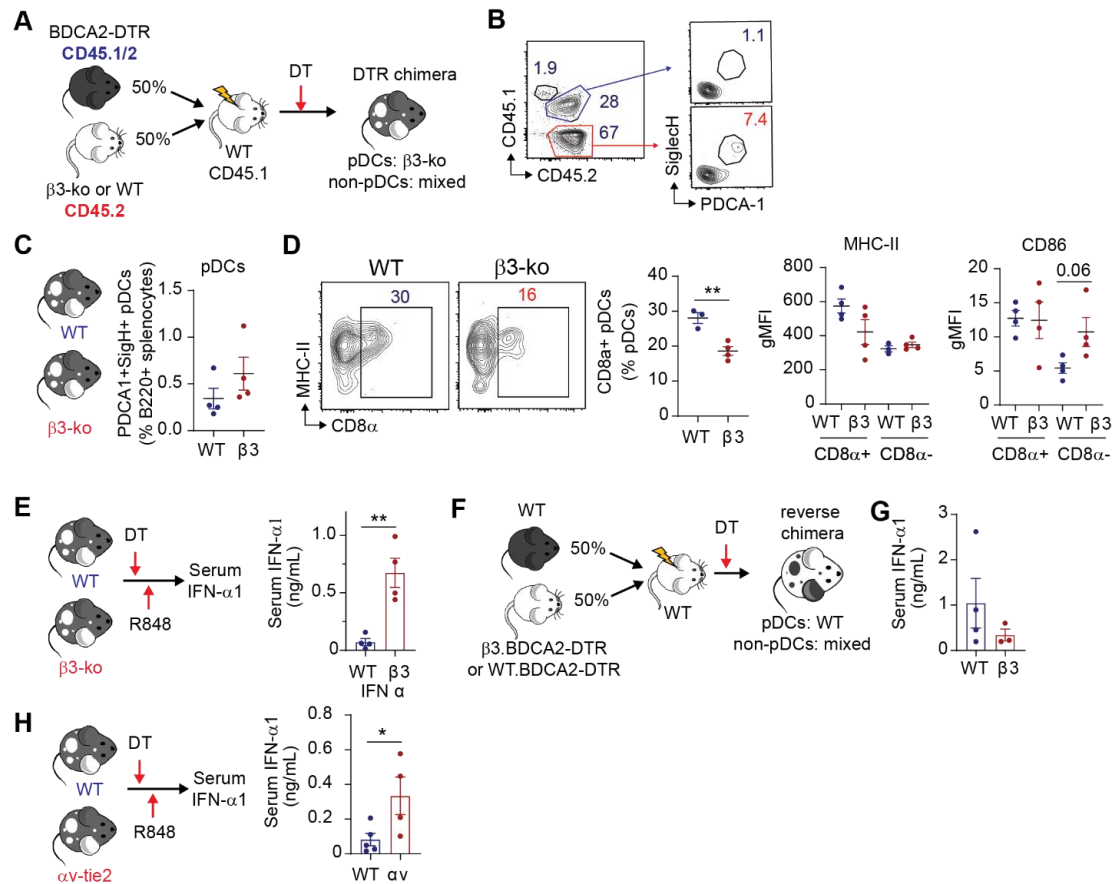 A
BDCA2-DTR
CD45.1/2
50%
50%
β3-ko or WT
CD45.2
WT
CD45.1
DT
DTR chimera
pDCs: β3-ko
non-pDCs: mixed
B
1.9
28
67
CD45.1
CD45.2
1.1
7.4
SiglecH
PDCA-1
C
WT
β3-ko
pDCs
PDCA1+SigH+ pDCs
(% B220+ splenocytes)
1.5
1.0
0.5
0.0
WT
β3
D
WT
β3-ko
30
16
MHC-II
CD8α
CD8a+ pDCs
(% pDCs)
40
30
20
10
0
**
WT
β3
MHC-II
gMFI
800
600
400
200
0
WT β3 WT β3
CD8α+ CD8α-
CD86
0.06
gMFI
20
15
10
5
0
WT β3 WT β3
CD8α+ CD8α-
E
WT
β3-ko
DT
R848
Serum
IFN-α1
Serum IFN-α1
(ng/mL)
1.0
0.5
0
**
WT β3
IFN α
F
WT
50%
50%
β3.BDCA2-DTR
or WT.BDCA2-DTR
WT
DT
reverse
chimera
pDCs: WT
non-pDCs: mixed
G
Serum IFN-α1
(ng/mL)
3
2
1
0
WT
β3
H
WT
αv-tie2
DT
R848
Serum
IFN-α1
Serum IFN-α1
(ng/mL)
0.8
0.6
0.4
0.2
0
*
WT αv